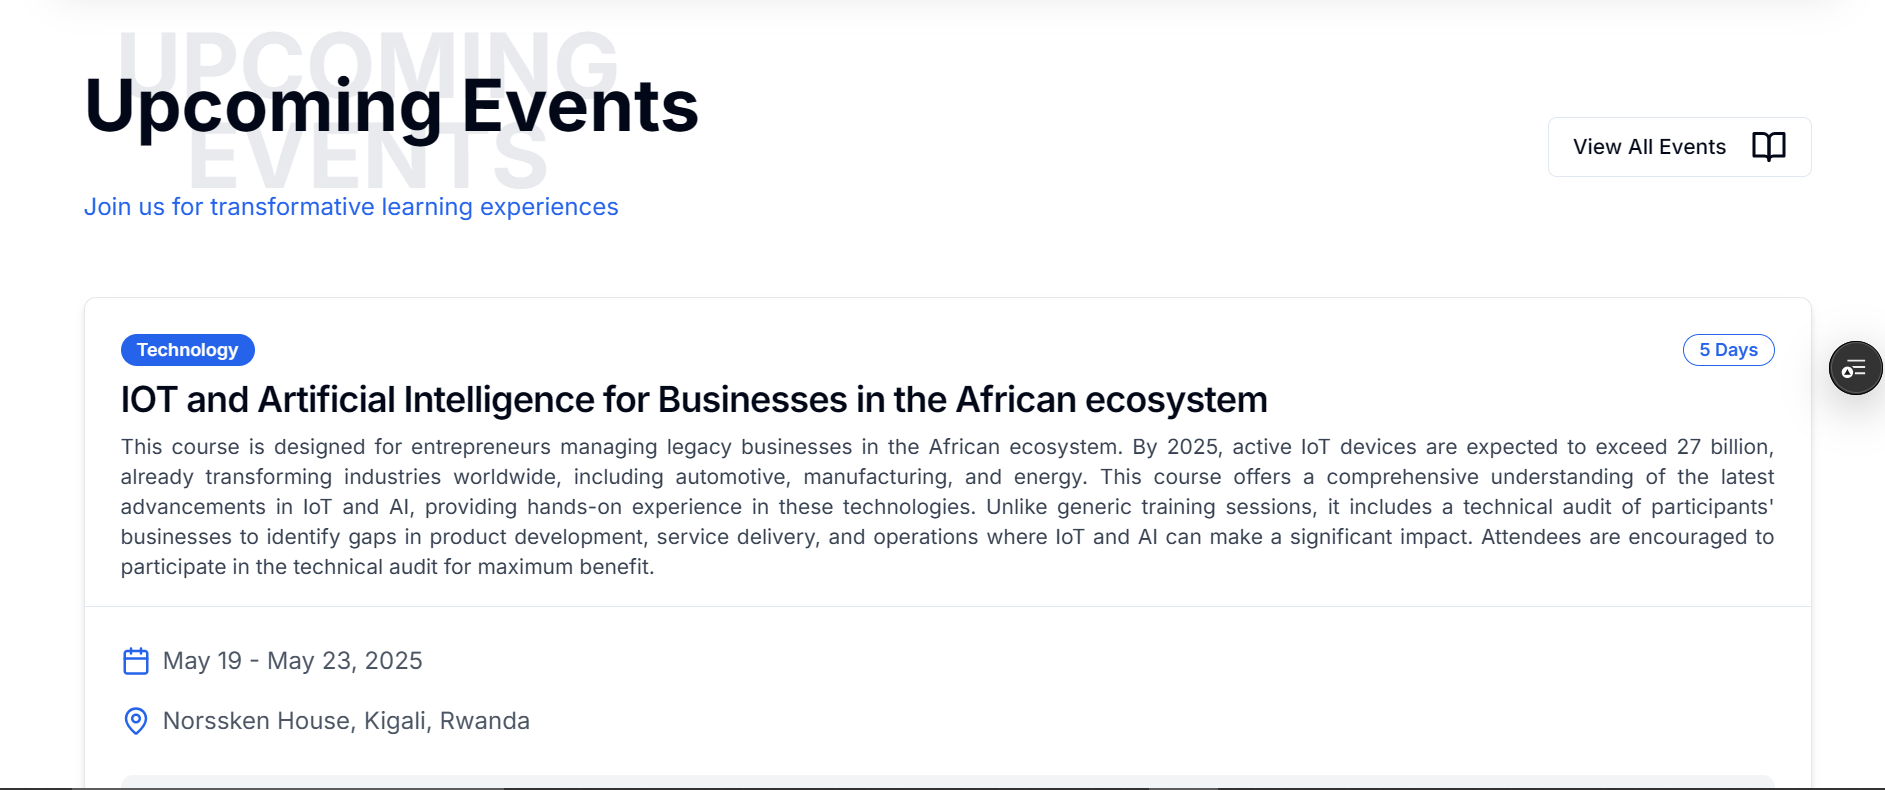 UPCOMING
EVENTS
Upcoming Events
Join us for transformative learning experiences
View All Events
Technology
5 Days
IOT and Artificial Intelligence for Businesses in the African ecosystem
This course is designed for entrepreneurs managing legacy businesses in the African ecosystem. By 2025, active IoT devices are expected to exceed 27 billion,
already transforming industries worldwide, including automotive, manufacturing, and energy. This course offers a comprehensive understanding of the latest
advancements in IoT and AI, providing hands-on experience in these technologies. Unlike generic training sessions, it includes a technical audit of participants'
businesses to identify gaps in product development, service delivery, and operations where IoT and AI can make a significant impact. Attendees are encouraged to
participate in the technical audit for maximum benefit.
May 19 - May 23, 2025
Norssken House, Kigali, Rwanda